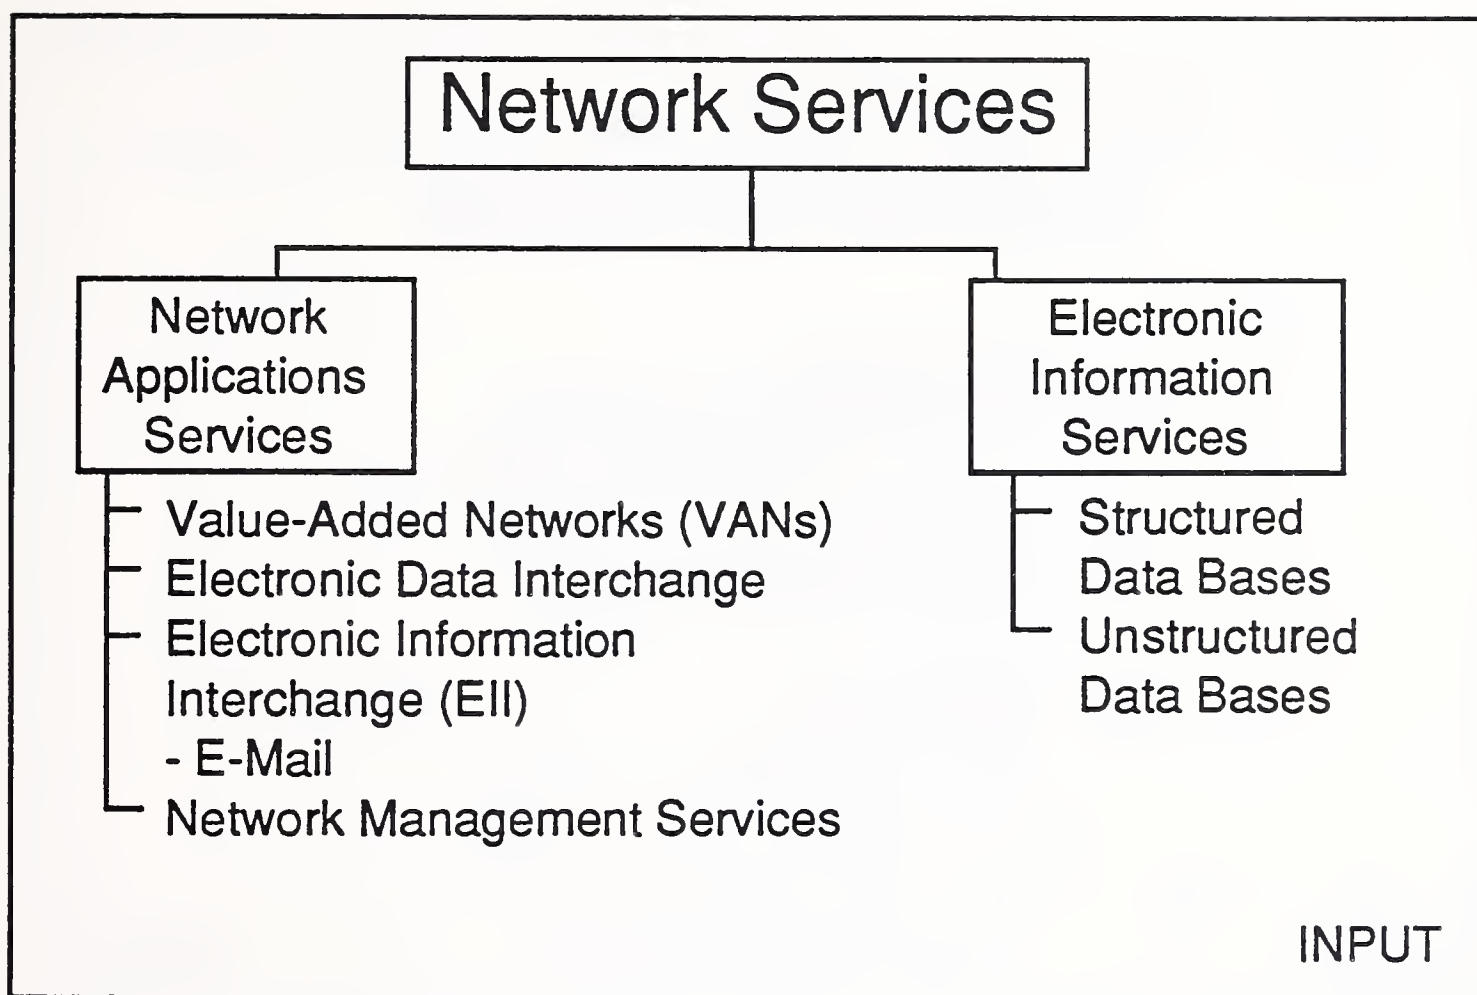 Network Services
Network
Applications
Services
Value-Added Networks (VANs)
Electronic Data Interchange
Electronic Information
Interchange (EII)
- E-Mail
Network Management Services
Electronic
Information
Services
Structured
Data Bases
Unstructured
Data Bases
INPUT